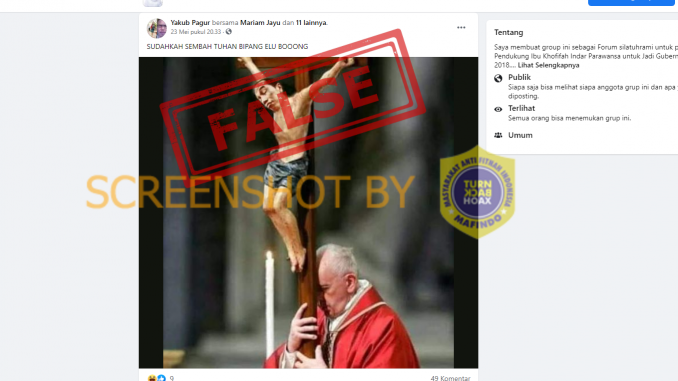 Yakub Pagur bersama Mariam Jayu dan 11 lainnya.
23 Mei pukul 20.33 ·
SUDAHKAH SEMBAH TUHAN BIPANG ELU BOOONG
FALSE
SCREENSHOT BY
MASYARAKAT ANTI FITNAH INDONESIA
TURN
BACK
HOAX
MAFINDO
9
49 Komentar
Tentang
Saya membuat group ini sebagai Forum silatuhrami untuk p
Pendukung Ibu Khofifah Indar Parawansa untuk Jadi Gubern
2018.... Lihat Selengkapnya
Publik
Siapa saja bisa melihat siapa anggota grup ini dan apa
diposting.
Terlihat
Semua orang bisa menemukan grup ini.
Umum